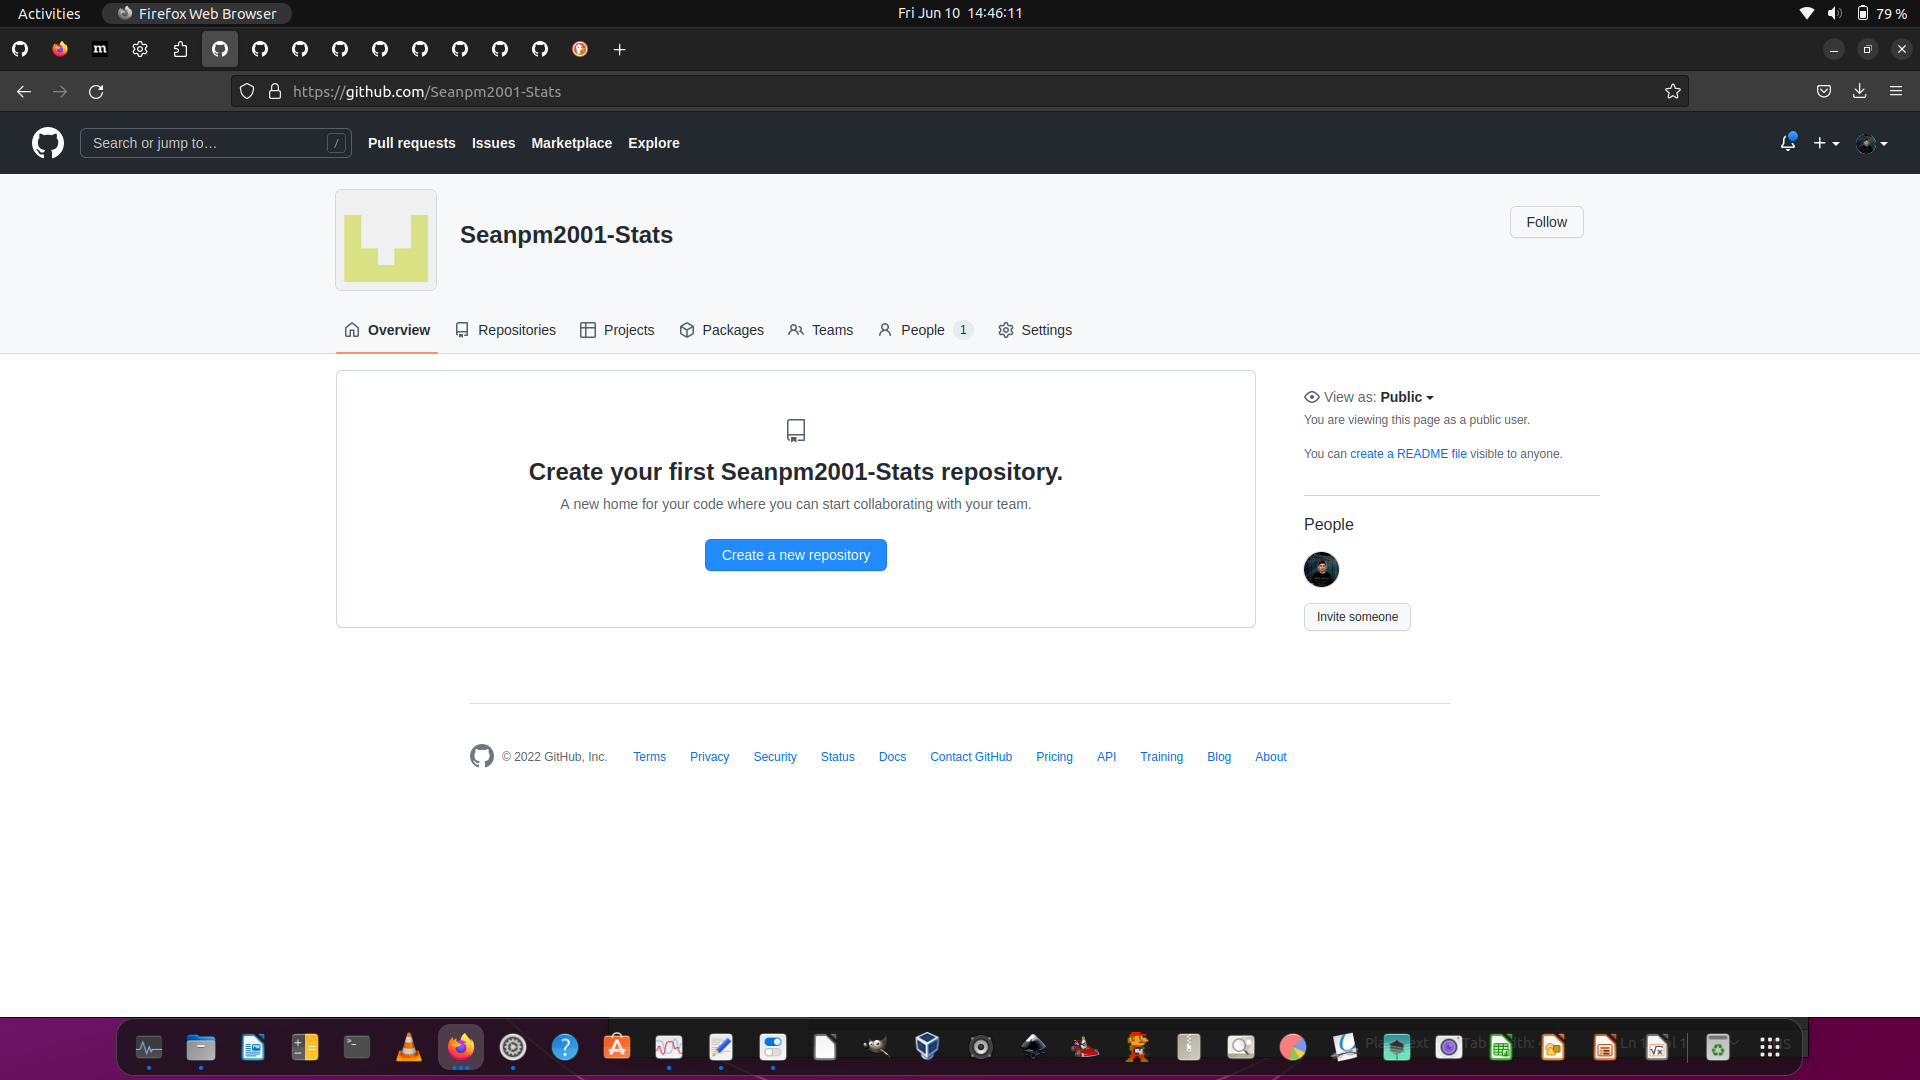 Activities Firefox Web Browser Fri Jun 10 14:46:11 79 %
m
https://github.com/Seanpm2001-Stats
Search or jump to… / Pull requests Issues Marketplace Explore
Seanpm2001-Stats
Follow
Overview Repositories Projects Packages Teams People 1 Settings
View as: Public
You are viewing this page as a public user.
You can create a README file visible to anyone.
Create your first Seanpm2001-Stats repository.
A new home for your code where you can start collaborating with your team.
Create a new repository
People
Invite someone
© 2022 GitHub, Inc. Terms Privacy Security Status Docs Contact GitHub Pricing API Training Blog About